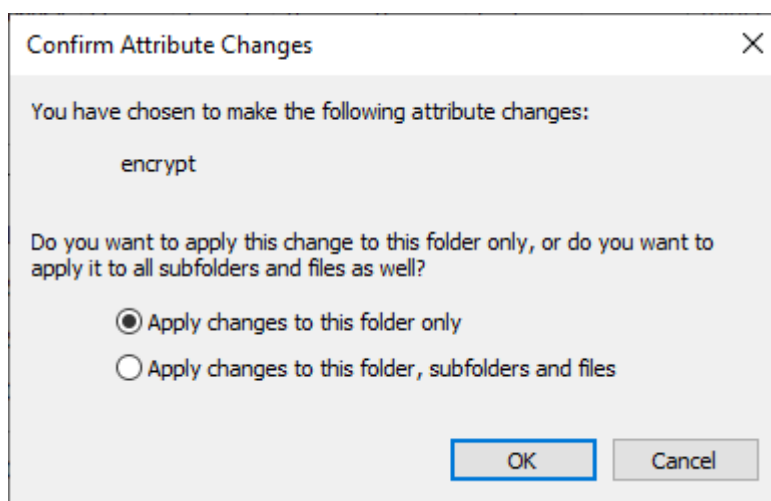 Confirm Attribute Changes
You have chosen to make the following attribute changes:
encrypt
Do you want to apply this change to this folder only, or do you want to
apply it to all subfolders and files as well?
Apply changes to this folder only
Apply changes to this folder, subfolders and files
OK Cancel